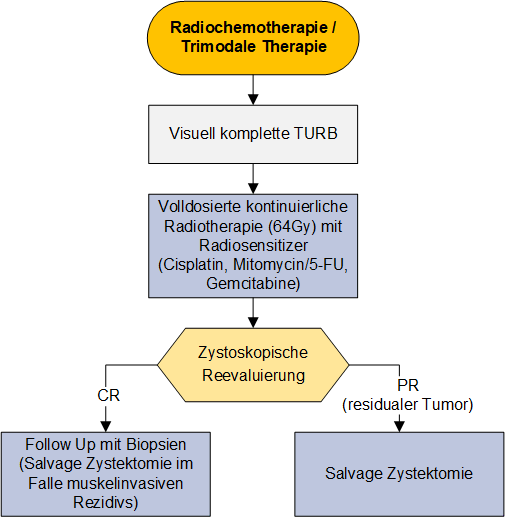 Radiochemotherapie /
Trimodale Therapie
Visuell komplette TURB
Volldosierte kontinuierliche
Radiotherapie (64Gy) mit
Radiosensitizer
(Cisplatin, Mitomycin/5-FU,
Gemcitabine)
Zystoskopische
Reevaluierung
CR
PR
(residualer Tumor)
Follow Up mit Biopsien
(Salvage Zystektomie im
Falle muskelinvasiven
Rezidivs)
Salvage Zystektomie